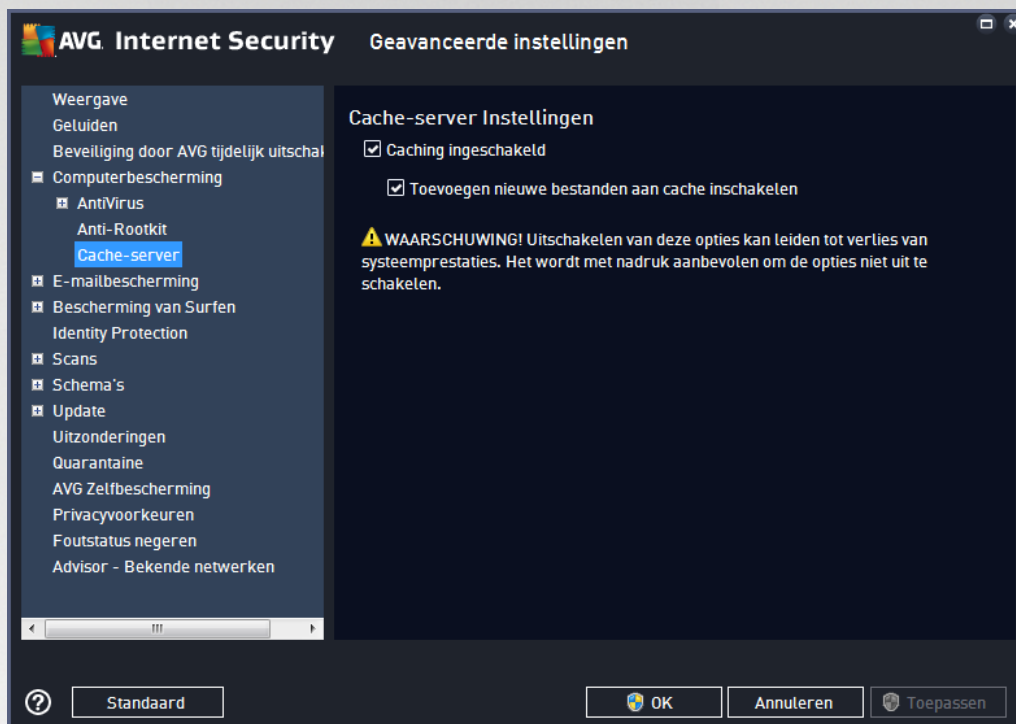 AVG. Internet Security Geavanceerde instellingen
Weergave
Geluiden
Beveiliging door AVG tijdelijk uitschak
Computerbescherming
AntiVirus
Anti-Rootkit
Cache-server
E-mailbescherming
Bescherming van Surfen
Identity Protection
Scans
Schema's
Update
Uitzonderingen
Quarantaine
AVG Zelfbescherming
Privacyvoorkeuren
Foutstatus negeren
Advisor - Bekende netwerken
Cache-server Instellingen
Caching ingeschakeld
Toevoegen nieuwe bestanden aan cache inschakelen
WAARSCHUWING! Uitschakelen van deze opties kan leiden tot verlies van
systeemprestaties. Het wordt met nadruk aanbevolen om de opties niet uit te
schakelen.
Standaard
OK
Annuleren
Toepassen